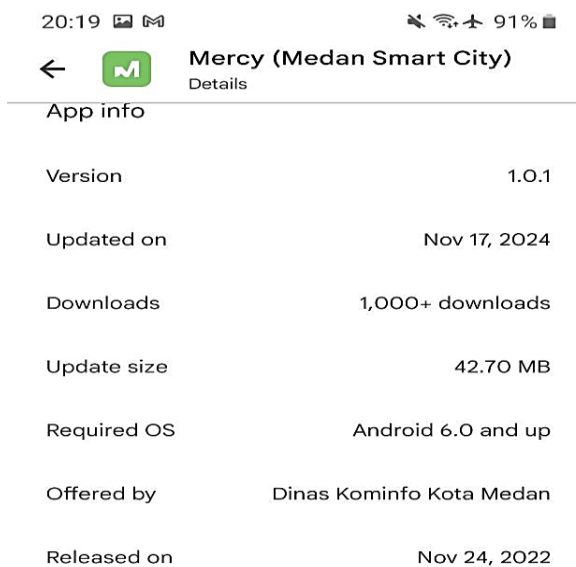 20:19 91%
Mercy (Medan Smart City)
Details
App info
Version 1.0.1
Updated on Nov 17, 2024
Downloads 1,000+ downloads
Update size 42.70 MB
Required OS Android 6.0 and up
Offered by Dinas Kominfo Kota Medan
Released on Nov 24, 2022